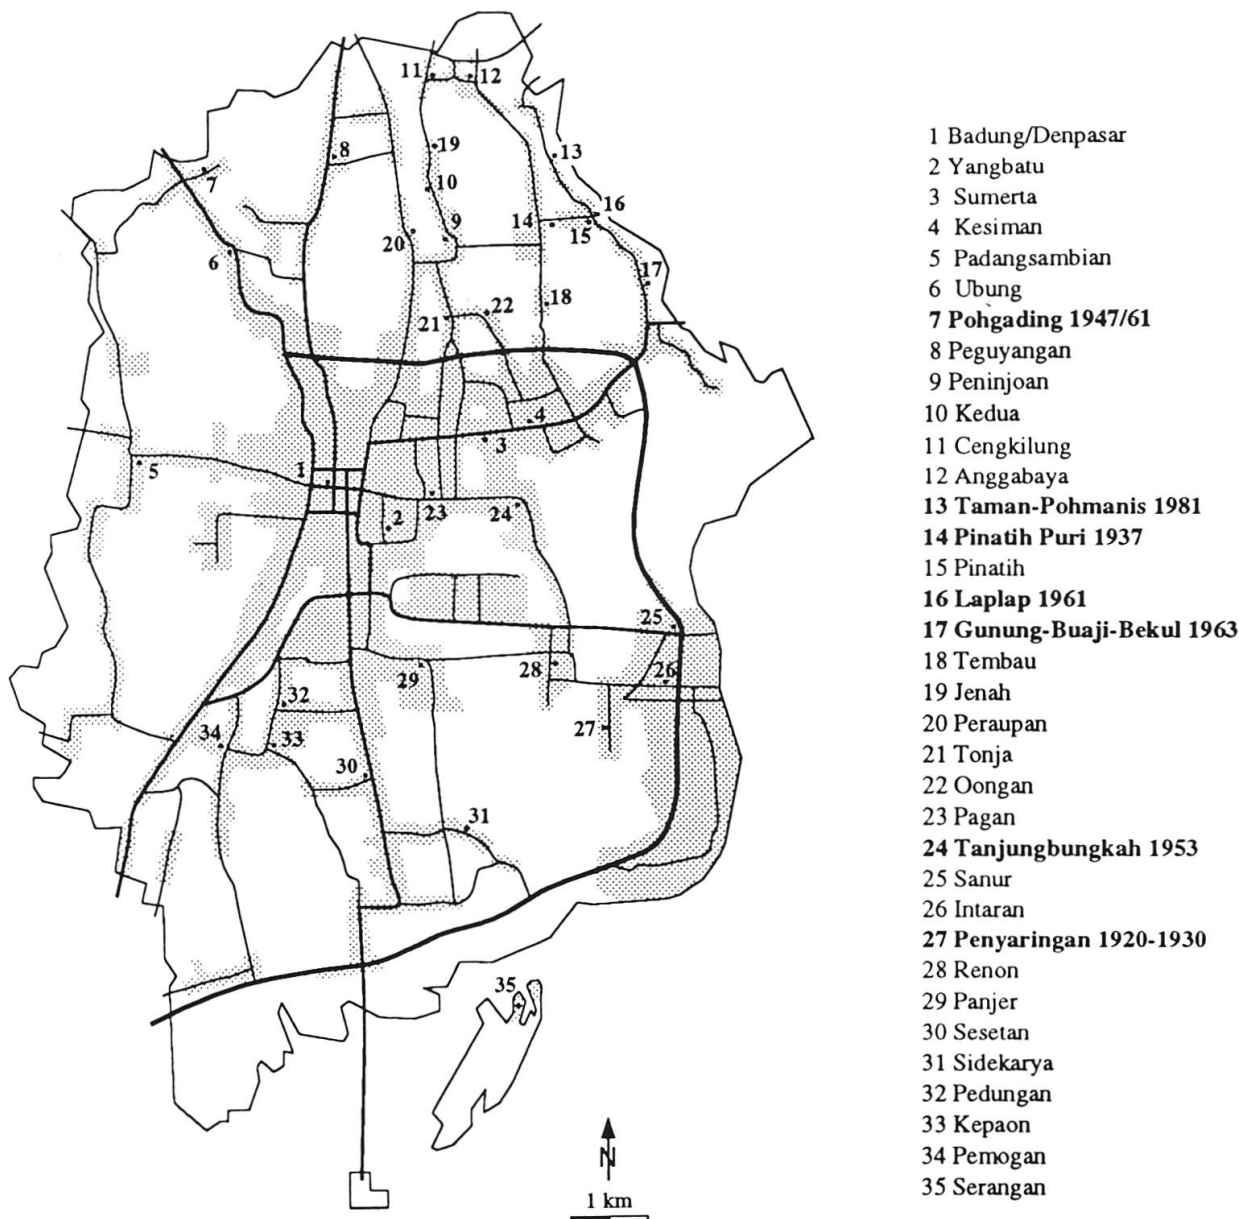 11
12
8
19
13
7
10
16
14
9
15
20
6
17
18
22
21
4
3
5
1
24
23
2
25
28
29
26
32
27
34
33
30
31
35
N
1 km
1 Badung/Denpasar
2 Yangbatu
3 Sumerta
4 Kesiman
5 Padangsambian
6 Ubung
7 Pohgading 1947/61
8 Peguyangan
9 Peninjoan
10 Kedua
11 Cengkilung
12 Anggabaya
13 Taman-Pohmanis 1981
14 Pinatih Puri 1937
15 Pinatih
16 Laplap 1961
17 Gunung-Buaji-Bekul 1963
18 Tembau
19 Jenah
20 Peraupan
21 Tonja
22 Oongan
23 Pagan
24 Tanjungbungkah 1953
25 Sanur
26 Intaran
27 Penyaringan 1920-1930
28 Renon
29 Panjer
30 Sesetan
31 Sidekarya
32 Pedungan
33 Kepaon
34 Pemogan
35 Serangan